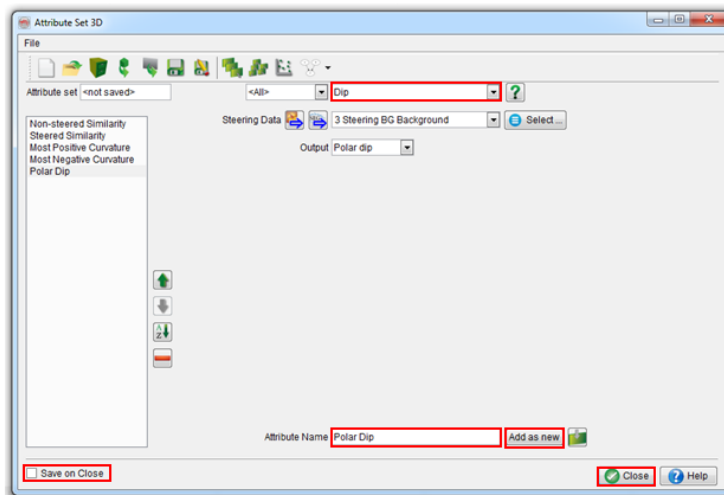 Attribute Set 3D
File
Attribute set <not saved> <All> Dip
Steering Data 3 Steering BG Background Select ...
Output Polar dip
Non-steered Similarity
Steered Similarity
Most Positive Curvature
Most Negative Curvature
Polar Dip
Attribute Name Polar Dip Add as new
Save on Close
Close Help